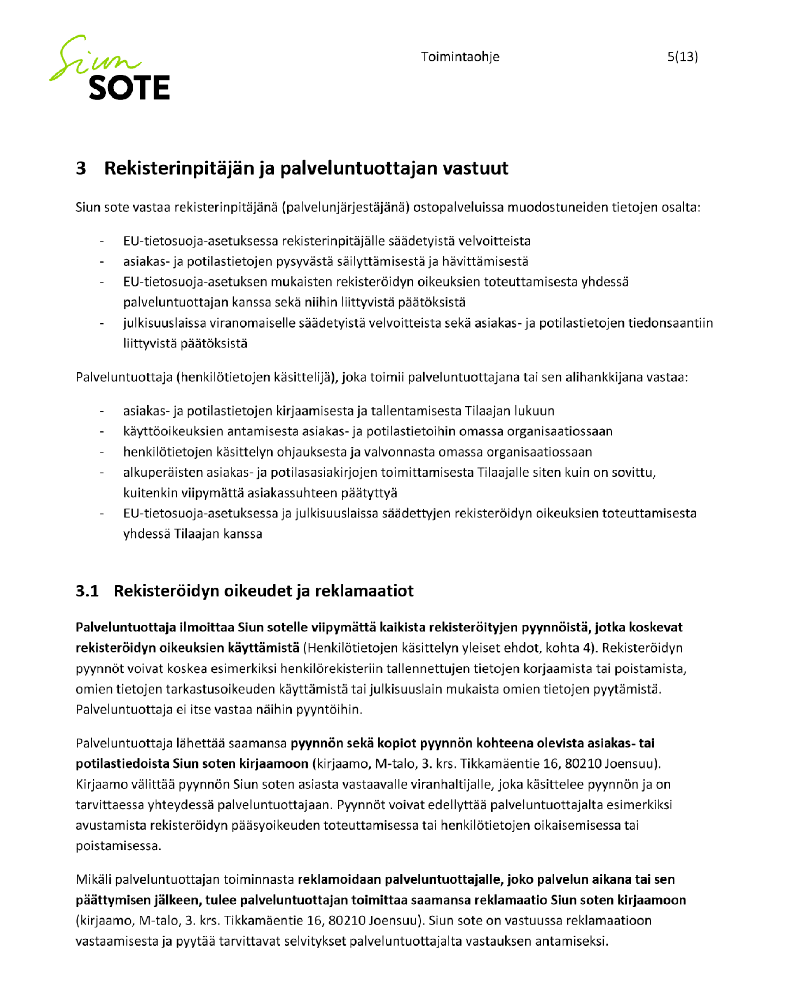 Siun
SOTE
Toimintaohje
5(13)
3 Rekisterinpitäjän ja palveluntuottajan vastuut
Siun sote vastaa rekisterinpitäjänä (palvelunjärjestäjänä) ostopalveluissa muodostuneiden tietojen osalta:
- EU-tietosuoja-asetuksessa rekisterinpitäjälle säädetyistä velvoitteista
- asiakas- ja potilastietojen pysyvästä säilyttämisestä ja hävittämisestä
- EU-tietosuoja-asetuksen mukaisten rekisteröidyn oikeuksien toteuttamisesta yhdessä
palveluntuottajan kanssa sekä niihin liittyvistä päätöksistä
- julkisuuslaissa viranomaiselle säädetyistä velvoitteista sekä asiakas- ja potilastietojen tiedonsaantiin
liittyvistä päätöksistä
Palveluntuottaja (henkilötietojen käsittelijä), joka toimii palveluntuottajana tai sen alihankkijana vastaa:
- asiakas- ja potilastietojen kirjaamisesta ja tallentamisesta Tilaajan lukuun
- käyttöoikeuksien antamisesta asiakas- ja potilastietoihin omassa organisaatiossaan
- henkilötietojen käsittelyn ohjauksesta ja valvonnasta omassa organisaatiossaan
- alkuperäisten asiakas- ja potilasasiakirjojen toimittamisesta Tilaajalle siten kuin on sovittu,
kuitenkin viipymättä asiakassuhteen päätyttyä
- EU-tietosuoja-asetuksessa ja julkisuuslaissa säädettyjen rekisteröidyn oikeuksien toteuttamisesta
yhdessä Tilaajan kanssa
3.1 Rekisteröidyn oikeudet ja reklamaatiot
Palveluntuottaja ilmoittaa Siun sotelle viipymättä kaikista rekisteröityjen pyynnöistä, jotka koskevat
rekisteröidyn oikeuksien käyttämistä (Henkilötietojen käsittelyn yleiset ehdot, kohta 4). Rekisteröidyn
pyynnöt voivat koskea esimerkiksi henkilörekisteriin tallennettujen tietojen korjaamista tai poistamista,
omien tietojen tarkastusoikeuden käyttämistä tai julkisuuslain mukaista omien tietojen pyytämistä.
Palveluntuottaja ei itse vastaa näihin pyyntöihin.
Palveluntuottaja lähettää saamansa pyynnön sekä kopiot pyynnön kohteena olevista asiakas- tai
potilastiedoista Siun soten kirjaamoon (kirjaamo, M-talo, 3. krs. Tikkamäentie 16, 80210 Joensuu).
Kirjaamo välittää pyynnön Siun soten asiasta vastaavalle viranhaltijalle, joka käsittelee pyynnön ja on
tarvittaessa yhteydessä palveluntuottajaan. Pyynnöt voivat edellyttää palveluntuottajalta esimerkiksi
avustamista rekisteröidyn pääsyoikeuden toteuttamisessa tai henkilötietojen oikaisemisessa tai
poistamisessa.
Mikäli palveluntuottajan toiminnasta reklamoidaan palveluntuottajalle, joko palvelun aikana tai sen
päättymisen jälkeen, tulee palveluntuottajan toimittaa saamansa reklamaatio Siun soten kirjaamoon
(kirjaamo, M-talo, 3. krs. Tikkamäentie 16, 80210 Joensuu). Siun sote on vastuussa reklamaatioon
vastaamisesta ja pyytää tarvittavat selvitykset palveluntuottajalta vastauksen antamiseksi.